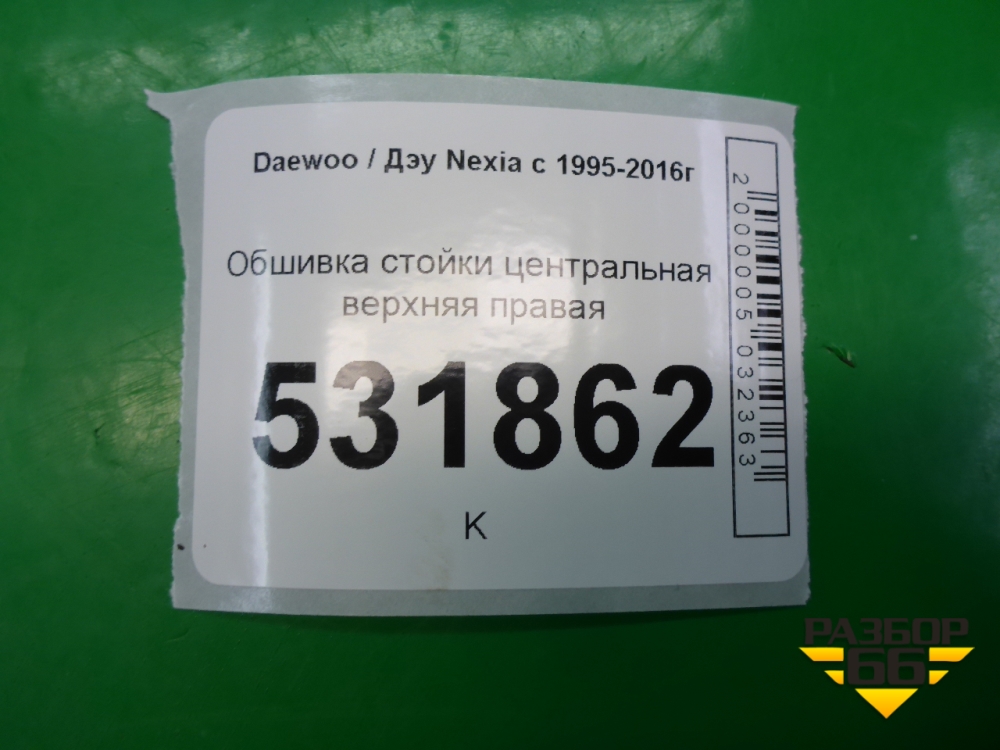 Daewoo / Дэу Nexia с 1995-2016г
Обшивка стойки центральная
верхняя правая
531862
К
2000005032363
РАЗБОР
66